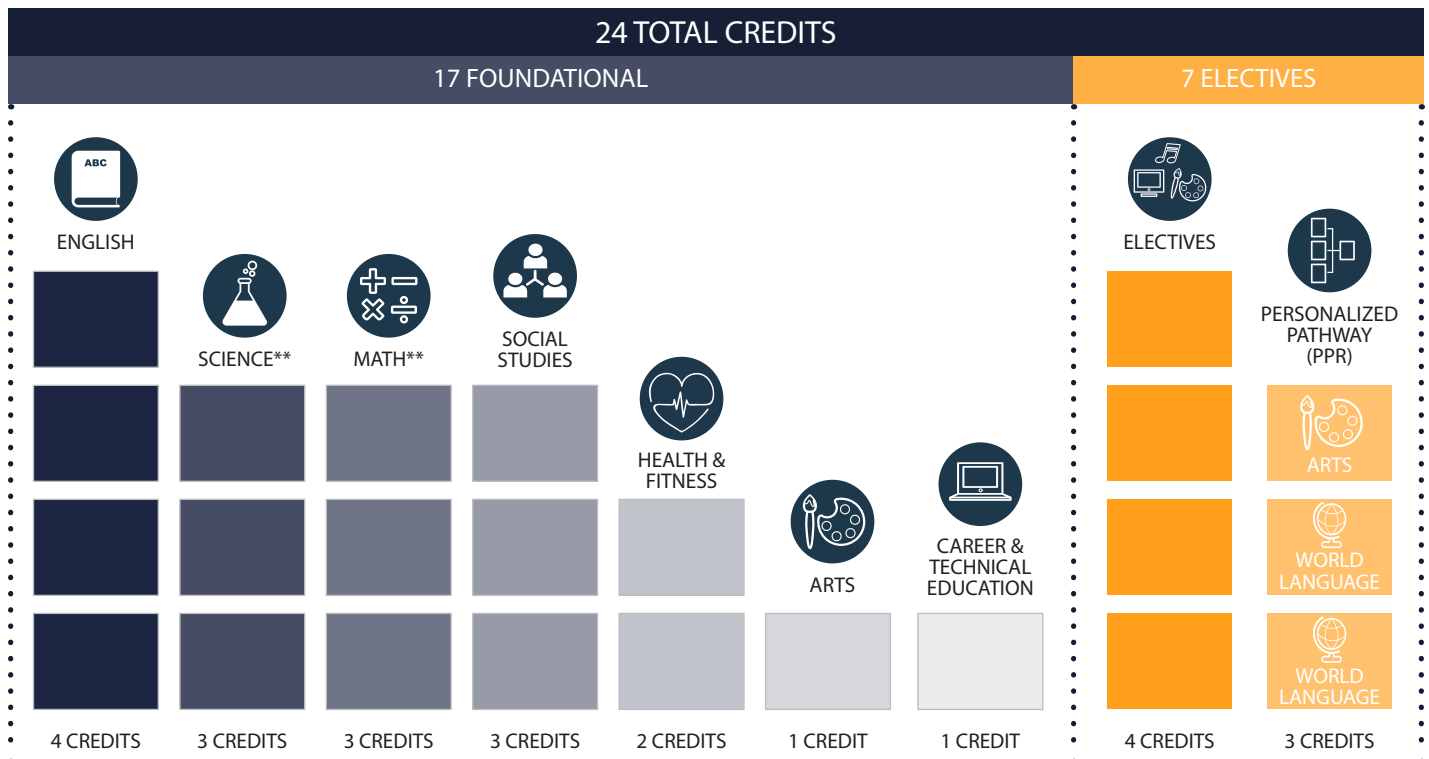 24 TOTAL CREDITS
17 FOUNDATIONAL
7 ELECTIVES
ABC
ENGLISH
SCIENCE**
MATH**
SOCIAL
STUDIES
HEALTH &
FITNESS
ARTS
CAREER &
TECHNICAL
EDUCATION
ELECTIVES
PERSONALIZED
PATHWAY
(PPR)
ARTS
WORLD
LANGUAGE
WORLD
LANGUAGE
4 CREDITS
3 CREDITS
3 CREDITS
3 CREDITS
2 CREDITS
1 CREDIT
1 CREDIT
4 CREDITS
3 CREDITS